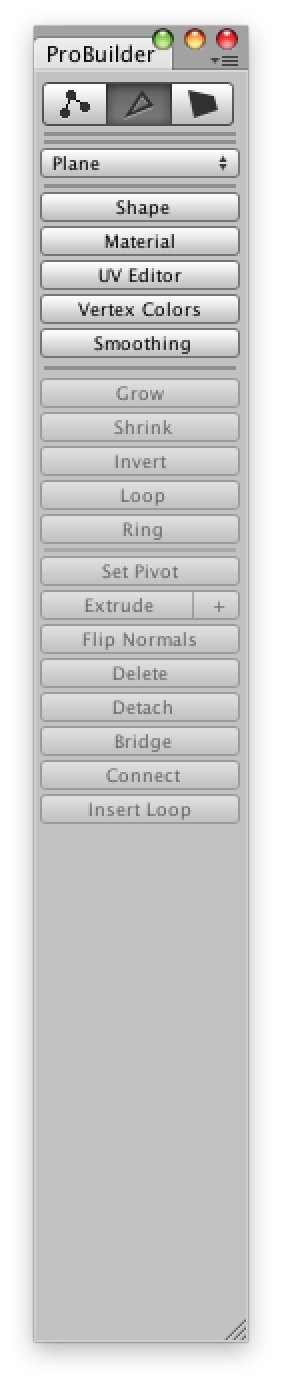 ProBuilder
Plane
Shape
Material
UV Editor
Vertex Colors
Smoothing
Grow
Shrink
Invert
Loop
Ring
Set Pivot
Extrude +
Flip Normals
Delete
Detach
Bridge
Connect
Insert Loop